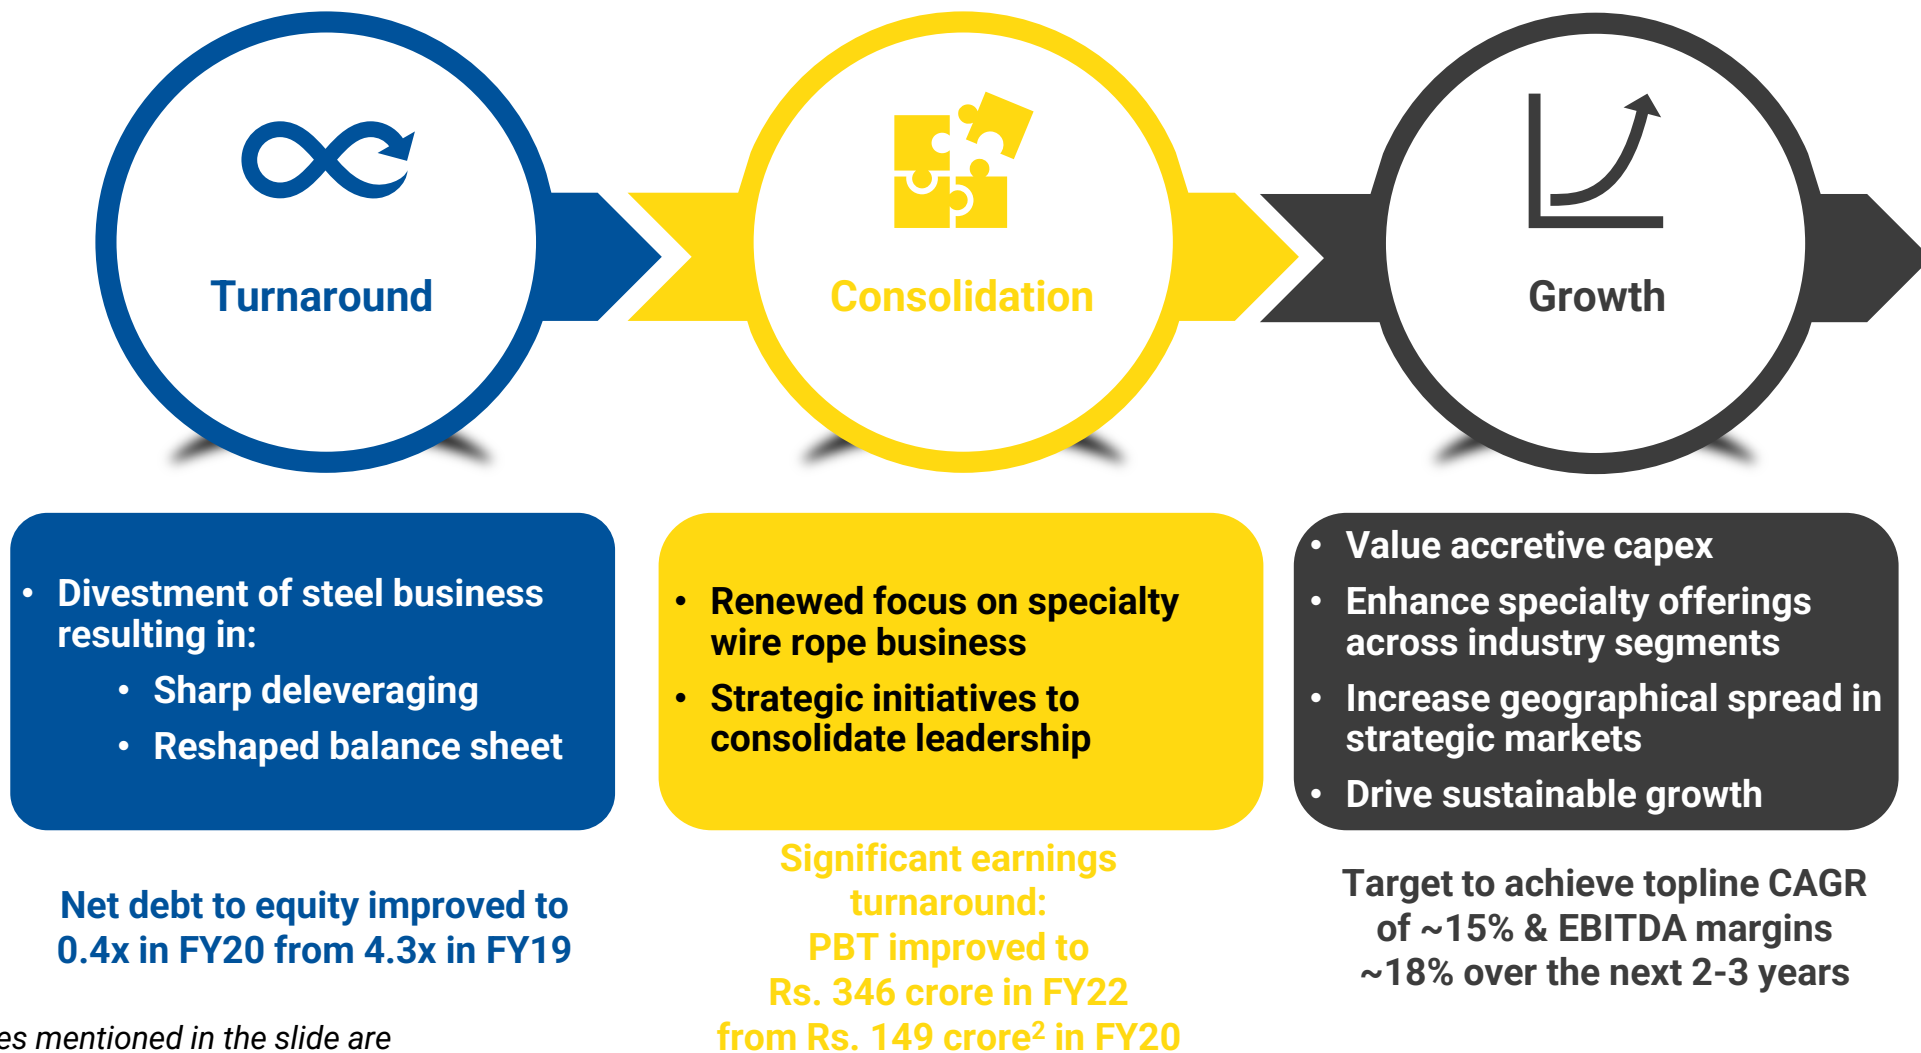 Turnaround
Consolidation
Growth
• Divestment of steel business
resulting in:
• Sharp deleveraging
• Reshaped balance sheet
• Renewed focus on specialty
wire rope business
• Strategic initiatives to
consolidate leadership
• Value accretive capex
• Enhance specialty offerings
across industry segments
• Increase geographical spread in
strategic markets
• Drive sustainable growth
Net debt to equity improved to
0.4x in FY20 from 4.3x in FY19
Significant earnings
turnaround:
PBT improved to
Rs. 346 crore in FY22
from Rs. 149 crore² in FY20
Target to achieve topline CAGR
of ~15% & EBITDA margins
~18% over the next 2-3 years
es mentioned in the slide are